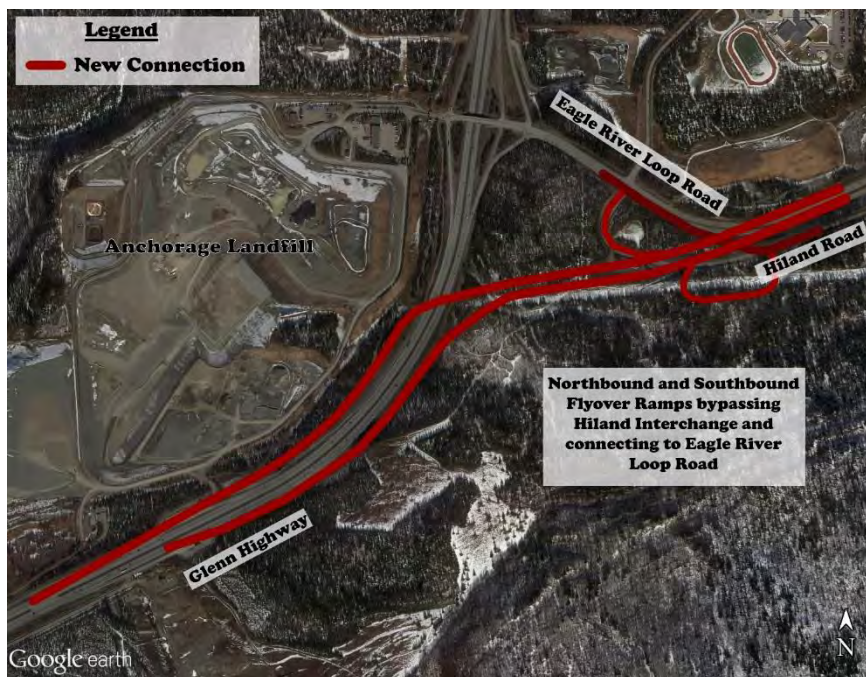 Legend
New Connection
Eagle River Loop Road
Hiland Road
Anchorage Landfill
Northbound and Southbound
Flyover Ramps bypassing
Hiland Interchange and
connecting to Eagle River
Loop Road
Glenn Highway
N
Google earth